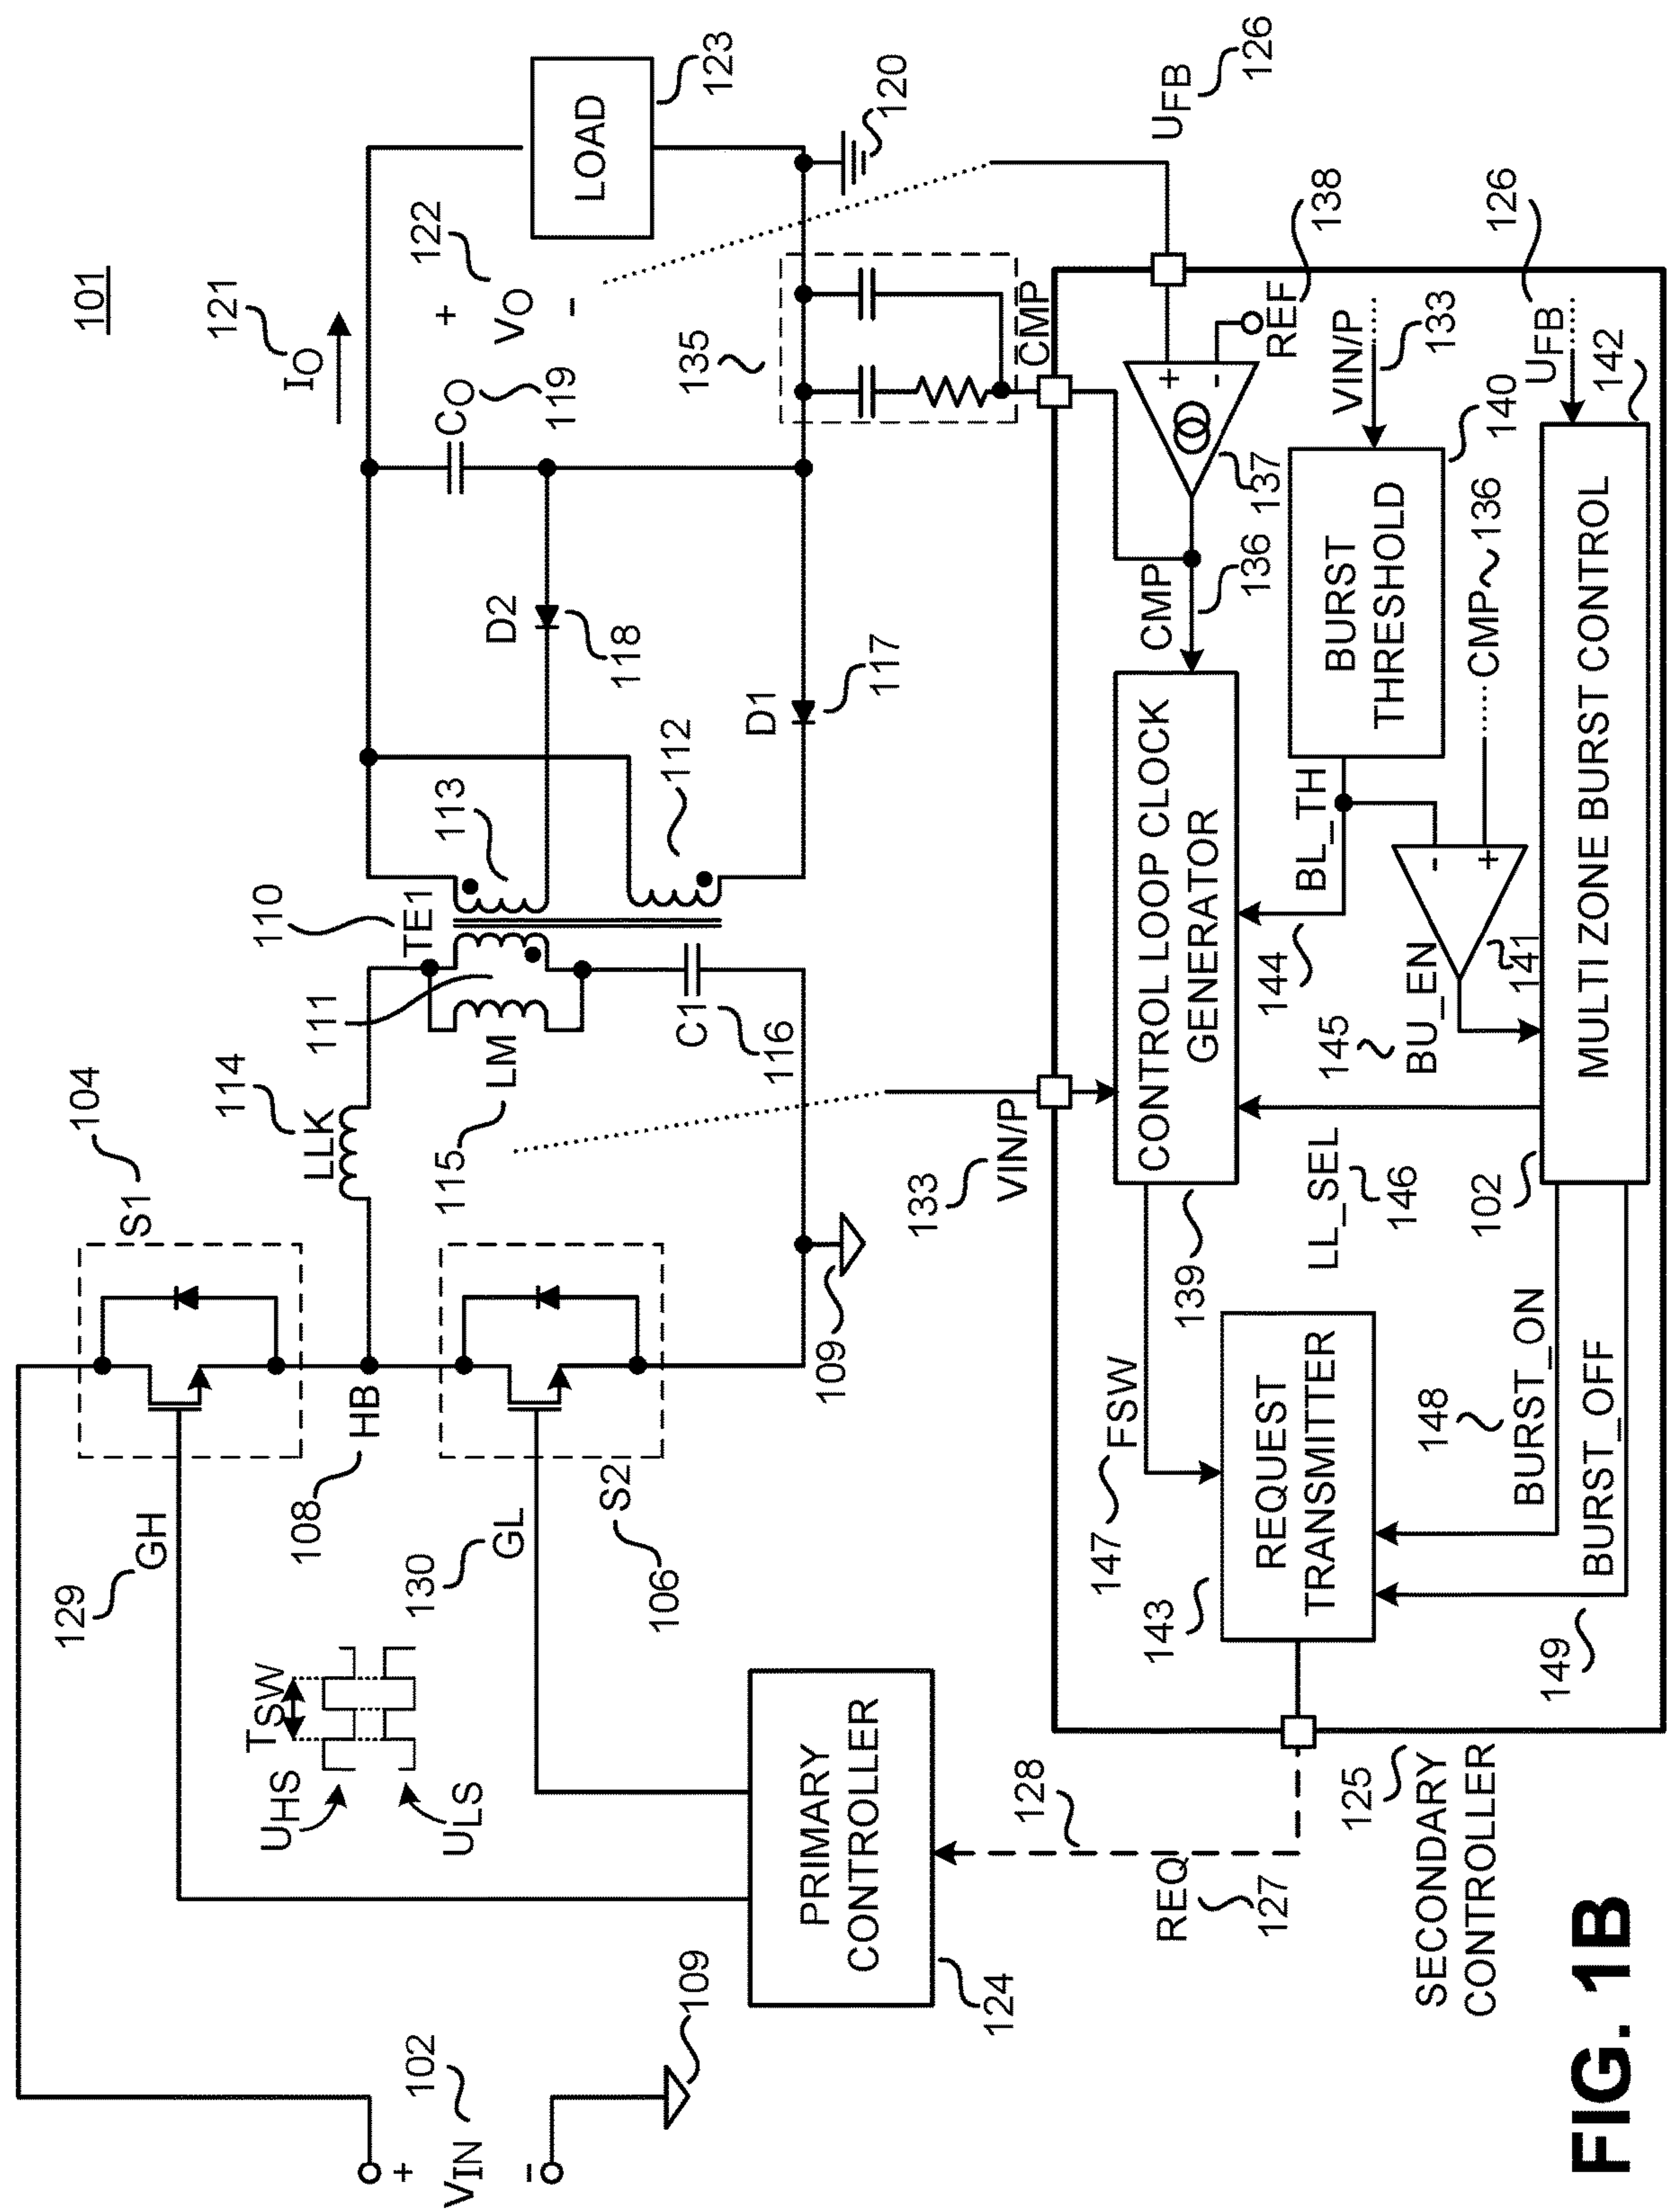 101
VIN
+
-
102
109
129
GH
S1
104
108
HB
UHS
ULS
TSW
130
GL
S2
106
109
LLK
114
LM
115
111
TE1
110
113
112
C1
116
D2
118
D1
117
IO
121
CO
119
+
VO
-
122
LOAD
123
120
135
CMP
UFB
126
PRIMARY
CONTROLLER
124
REQ
127
128
133
VIN/P
SECONDARY
CONTROLLER
125
REQUEST
TRANSMITTER
143
147
FSW
CONTROL LOOP CLOCK
GENERATOR
139
CMP
136
137
+
-
REF
138
VIN/P
133
BURST
THRESHOLD
140
BL_TH
144
-
+
141
CMP
136
BU_EN
145
LL_SEL
146
MULTI ZONE BURST CONTROL
142
102
UFB
126
BURST_ON
148
BURST_OFF
149
FIG. 1B